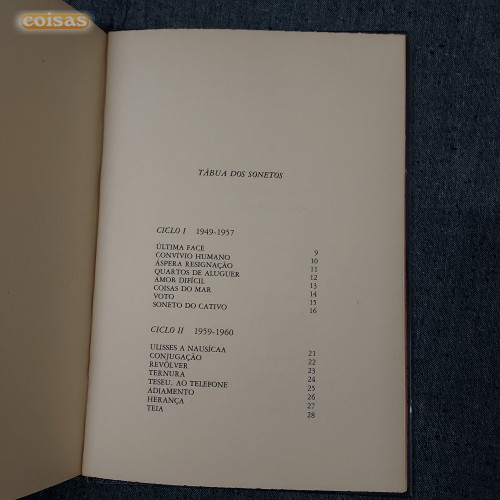 coisas
TÁBUA DOS SONETOS
CICLO I 1949-1957
ÚLTIMA FACE 9
CONVÍVIO HUMANO 10
ÁSPERA RESIGNAÇÃO 11
QUARTOS DE ALUGUER 12
AMOR DIFÍCIL 13
COISAS DO MAR 14
VOTO 15
SONETO DO CATIVO 16
CICLO II 1959-1960
ULISSES A NAUSÍCAA 21
CONJUGAÇÃO 22
REVÓLVER 23
TERNURA 24
TESEU, AO TELEFONE 25
ADIAMENTO 26
HERANÇA 27
TEIA 28